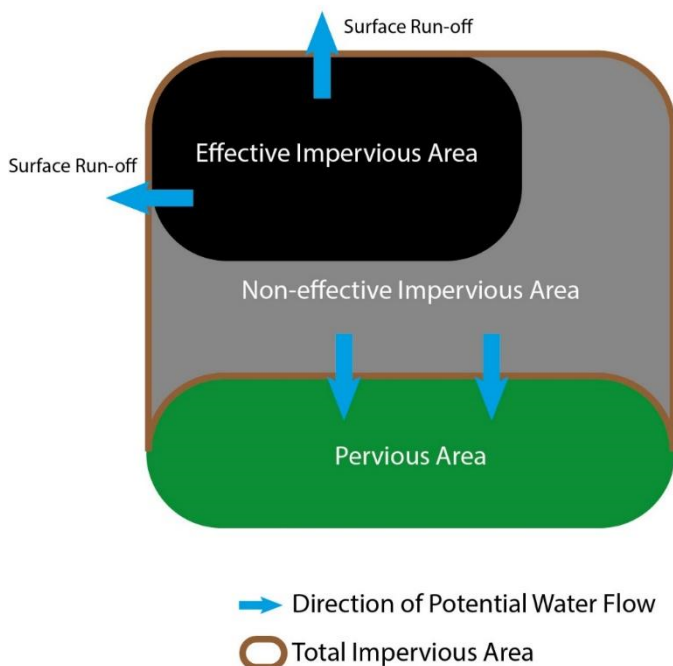 Surface Run-off
Effective Impervious Area
Surface Run-off
Non-effective Impervious Area
Pervious Area
Direction of Potential Water Flow
Total Impervious Area